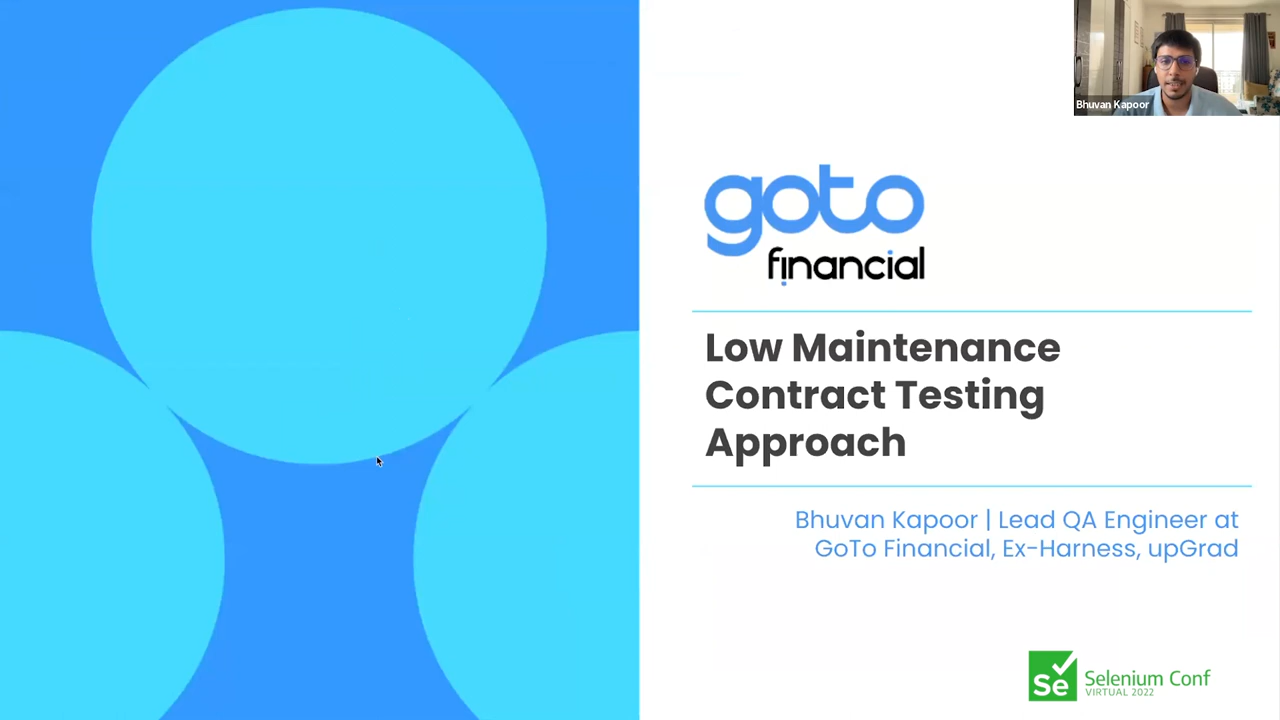 Bhuvan Kapoor
goto
financial
Low Maintenance
Contract Testing
Approach
Bhuvan Kapoor | Lead QA Engineer at
GoTo Financial, Ex-Harness, upGrad
Se
Selenium Conf
VIRTUAL 2022